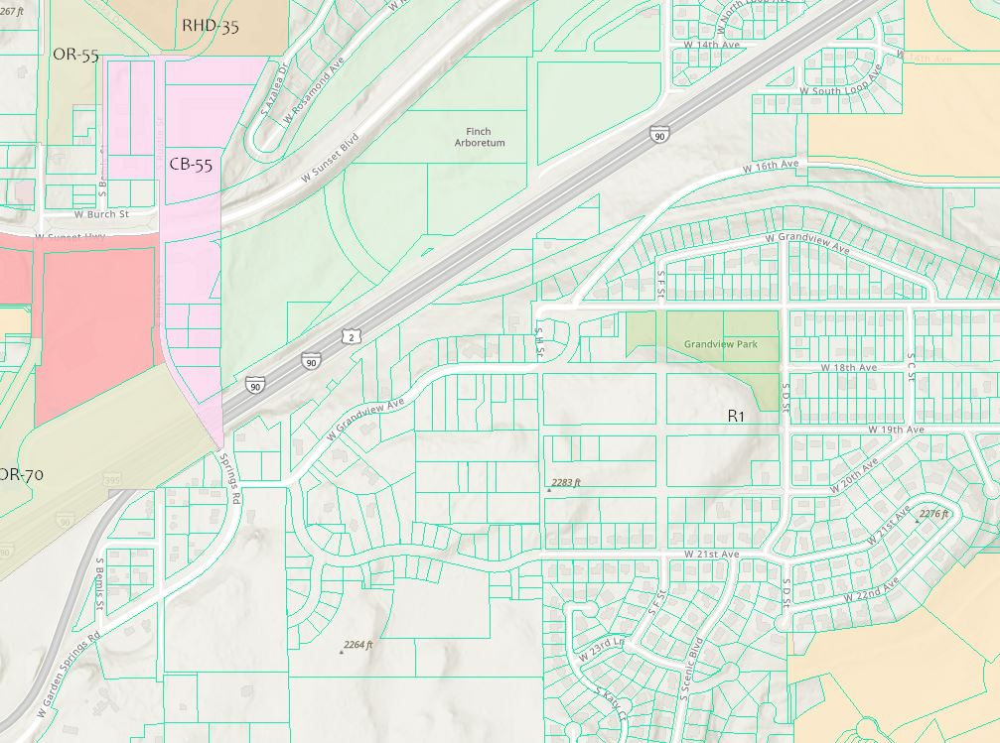 267 ft
RHD-35
W North Loop Ave
OR-55
W 14th Ave
W
14th Ave
S Azalea Dr
W Rosamond Ave
W South Loop Ave
90
Finch
Arboretum
W Sunset Blvd
CB-55
W 16th Ave
W Burch St
W Sunset Hwy
W Grandview Ave
S F St
2
S H St
Grandview Park
90
W 18th Ave
S C St
90
S D St
W Grandview Ave
R1
W 19th Ave
Springs Rd
OR-70
395
W 20th Ave
2283 ft
90
W 21st Ave
2276 ft
90
W 21st Ave
S Bemis St
S D St
W 22nd Ave
S F St
W Garden Springs Rd
2264 ft
W 23rd Ln
S Scenic Blvd
S Katy Ct